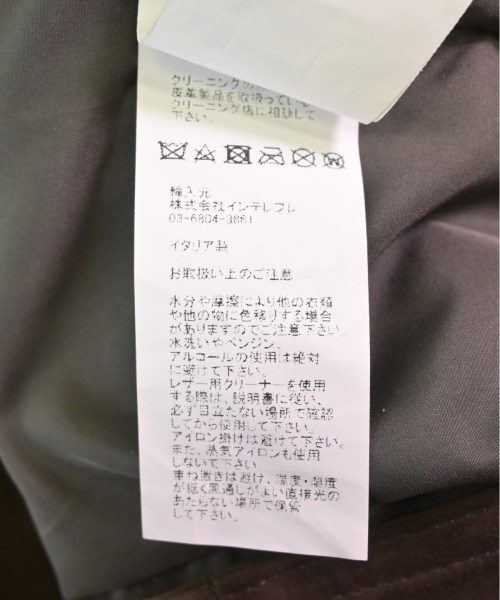 クリーニングの
皮革製品を取扱ってい
クリーニング店に相談して
下さい。
輸入元
株式会社インテレプレ
03-6804-3861
イタリア製
お取扱い上のご注意
水分や摩擦により他の衣類
や他の物に色移りする場合
がありますのでご注意下さい。
水洗いやベンジン、
アルコールの使用は絶対
に避けて下さい。
レザー用クリーナーを使用
する際は、説明書に従い、
必ず目立たない場所で確認
してから使用して下さい。
アイロン掛けは避けて下さい。
また、蒸気アイロンも使用
しないで下さい
重ね置きは避け、湿度・温度
が低く風通しがよい直接光の
あたらない場所で保管
して下さい。